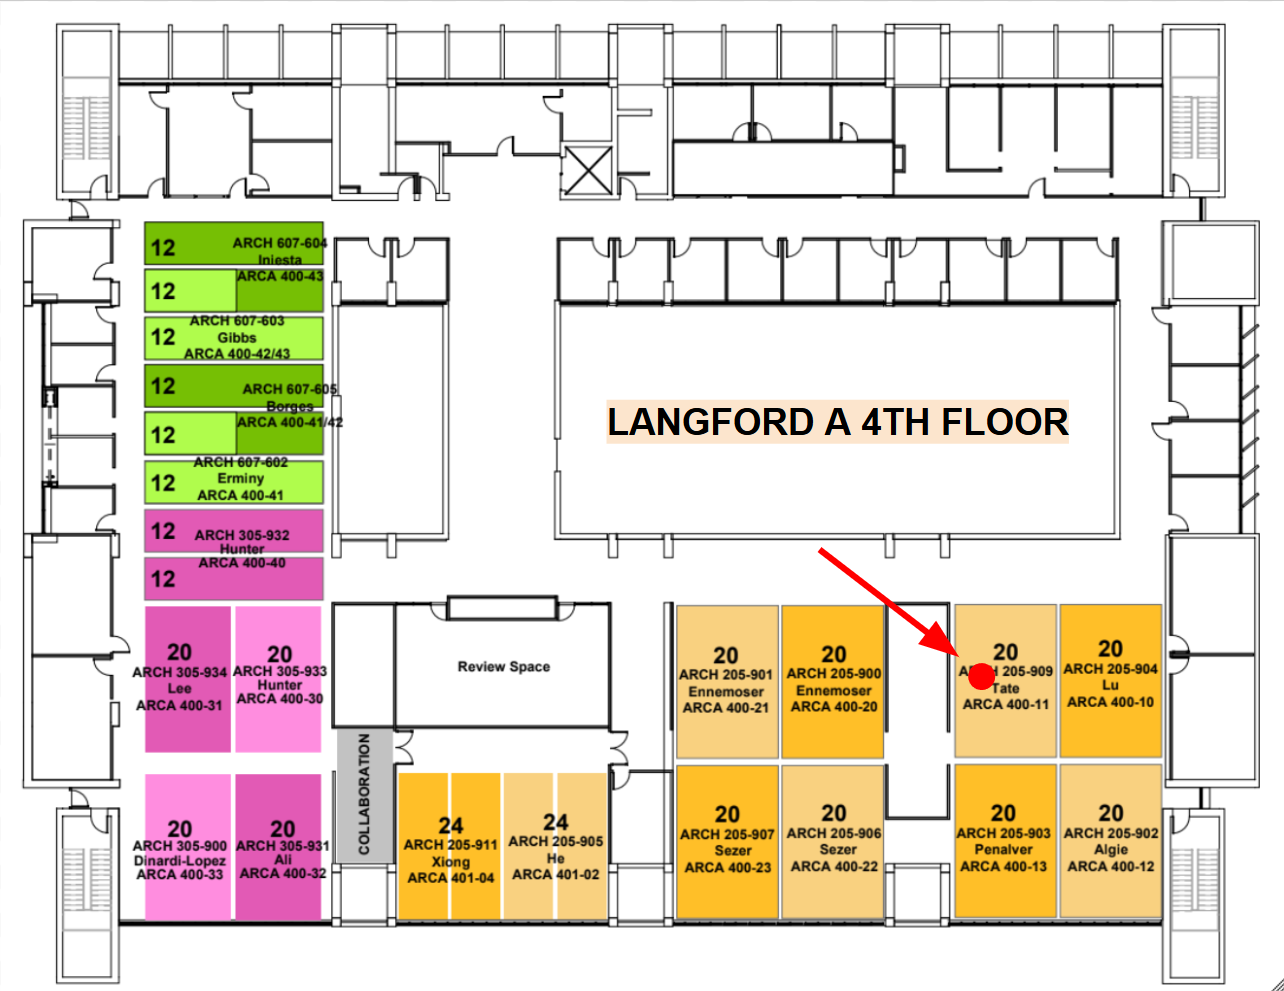 12
ARCH 607-604
Iniesta
ARCA 400-43
12
12
ARCH 607-603
Gibbs
ARCA 400-42/43
12
ARCH 607-605
Borges
ARCA 400-41/42
12
12
ARCH 607-602
Erminy
ARCA 400-41
12
ARCH 305-932
Hunter
ARCA 400-40
12
LANGFORD A 4TH FLOOR
20
ARCH 305-934
Lee
ARCA 400-31
20
ARCH 305-933
Hunter
ARCA 400-30
Review Space
20
ARCH 205-901
Ennemoser
ARCA 400-21
20
ARCH 205-900
Ennemoser
ARCA 400-20
20
ARCH 205-909
Tate
ARCA 400-11
20
ARCH 205-904
Lu
ARCA 400-10
20
ARCH 305-900
Dinardi-Lopez
ARCA 400-33
20
ARCH 305-931
Ali
ARCA 400-32
COLLABORATION
24
ARCH 205-911
Xiong
ARCA 401-04
24
ARCH 205-905
He
ARCA 401-02
20
ARCH 205-907
Sezer
ARCA 400-23
20
ARCH 205-906
Sezer
ARCA 400-22
20
ARCH 205-903
Penalver
ARCA 400-13
20
ARCH 205-902
Algie
ARCA 400-12